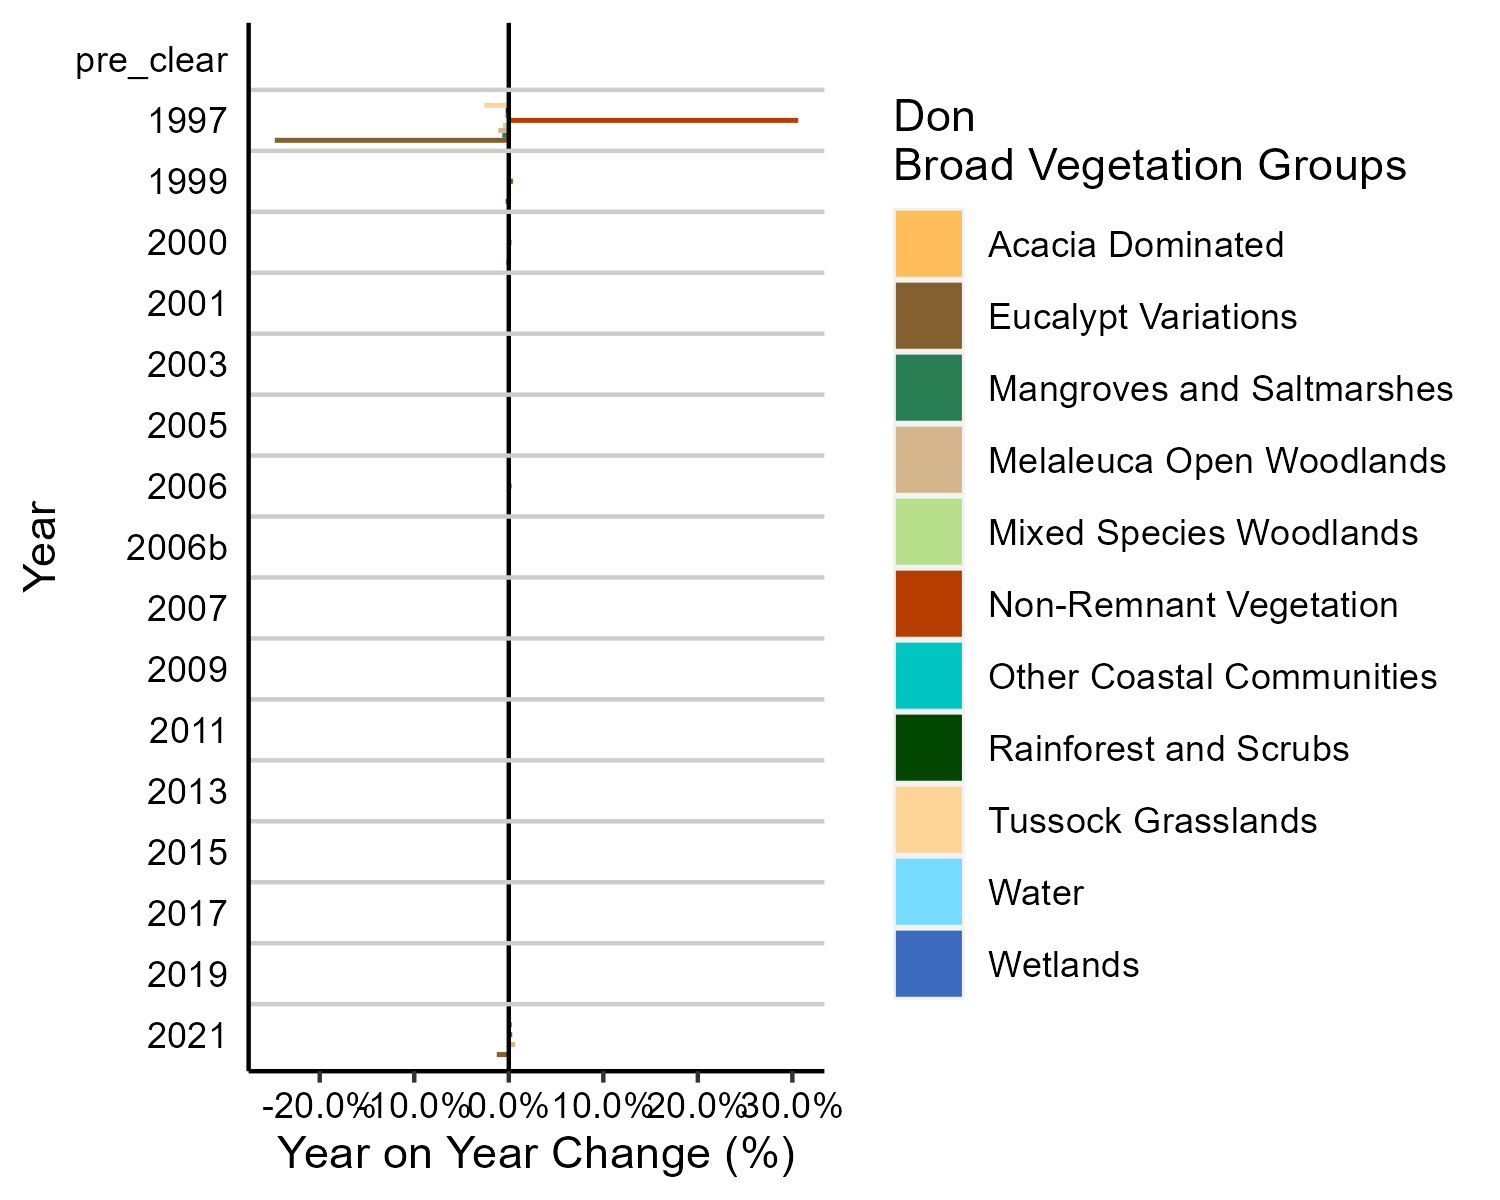 pre_clear
1997
1999
2000
2001
2003
2005
2006
2006b
2007
2009
2011
2013
2015
2017
2019
2021
Year
-20.0% -10.0% 0.0% 10.0% 20.0% 30.0%
Year on Year Change (%)
Don
Broad Vegetation Groups
Acacia Dominated
Eucalypt Variations
Mangroves and Saltmarshes
Melaleuca Open Woodlands
Mixed Species Woodlands
Non-Remnant Vegetation
Other Coastal Communities
Rainforest and Scrubs
Tussock Grasslands
Water
Wetlands